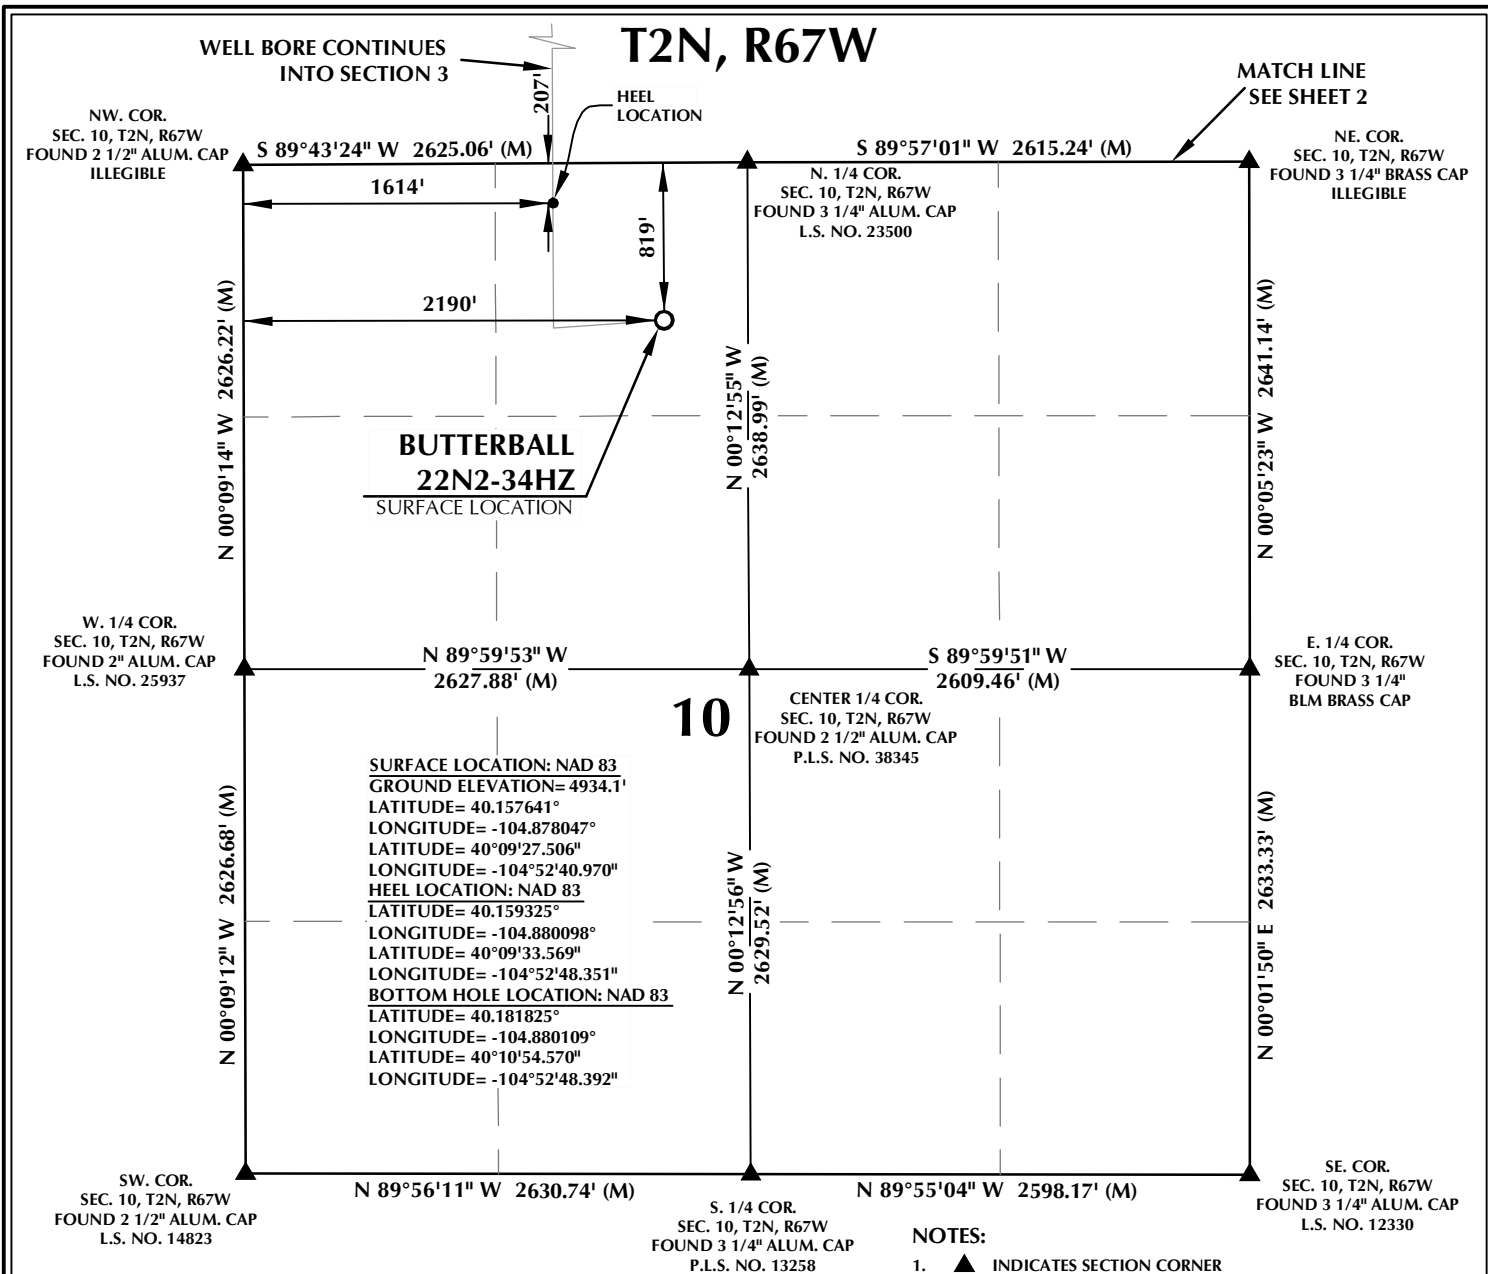 T2N, R67W
WELL BORE CONTINUES
INTO SECTION 3
207'
HEEL
LOCATION
MATCH LINE
SEE SHEET 2
NW. COR.
SEC. 10, T2N, R67W
FOUND 2 1/2" ALUM. CAP
ILLEGIBLE
S 89°43'24" W 2625.06' (M)
S 89°57'01" W 2615.24' (M)
NE. COR.
SEC. 10, T2N, R67W
FOUND 3 1/4" BRASS CAP
ILLEGIBLE
N. 1/4 COR.
SEC. 10, T2N, R67W
FOUND 3 1/4" ALUM. CAP
L.S. NO. 23500
1614'
819'
2190'
N 00°09'14" W 2626.22' (M)
N 00°12'55" W
2638.99' (M)
N 00°05'23" W 2641.14' (M)
BUTTERBALL
22N2-34HZ
SURFACE LOCATION
W. 1/4 COR.
SEC. 10, T2N, R67W
FOUND 2" ALUM. CAP
L.S. NO. 25937
N 89°59'53" W
2627.88' (M)
S 89°59'51" W
2609.46' (M)
E. 1/4 COR.
SEC. 10, T2N, R67W
FOUND 3 1/4"
BLM BRASS CAP
10
CENTER 1/4 COR.
SEC. 10, T2N, R67W
FOUND 2 1/2" ALUM. CAP
P.L.S. NO. 38345
SURFACE LOCATION: NAD 83
GROUND ELEVATION= 4934.1'
LATITUDE= 40.157641°
LONGITUDE= -104.878047°
LATITUDE= 40°09'27.506"
LONGITUDE= -104°52'40.970"
HEEL LOCATION: NAD 83
LATITUDE= 40.159325°
LONGITUDE= -104.880098°
LATITUDE= 40°09'33.569"
LONGITUDE= -104°52'48.351"
BOTTOM HOLE LOCATION: NAD 83
LATITUDE= 40.181825°
LONGITUDE= -104.880109°
LATITUDE= 40°10'54.570"
LONGITUDE= -104°52'48.392"
N 00°09'12" W 2626.68' (M)
N 00°12'56" W
2629.52' (M)
N 00°01'50" E 2633.33' (M)
SW. COR.
SEC. 10, T2N, R67W
FOUND 2 1/2" ALUM. CAP
L.S. NO. 14823
N 89°56'11" W 2630.74' (M)
N 89°55'04" W 2598.17' (M)
SE. COR.
SEC. 10, T2N, R67W
FOUND 3 1/4" ALUM. CAP
L.S. NO. 12330
S. 1/4 COR.
SEC. 10, T2N, R67W
FOUND 3 1/4" ALUM. CAP
P.L.S. NO. 13258
NOTES:
1. ▲ INDICATES SECTION CORNER